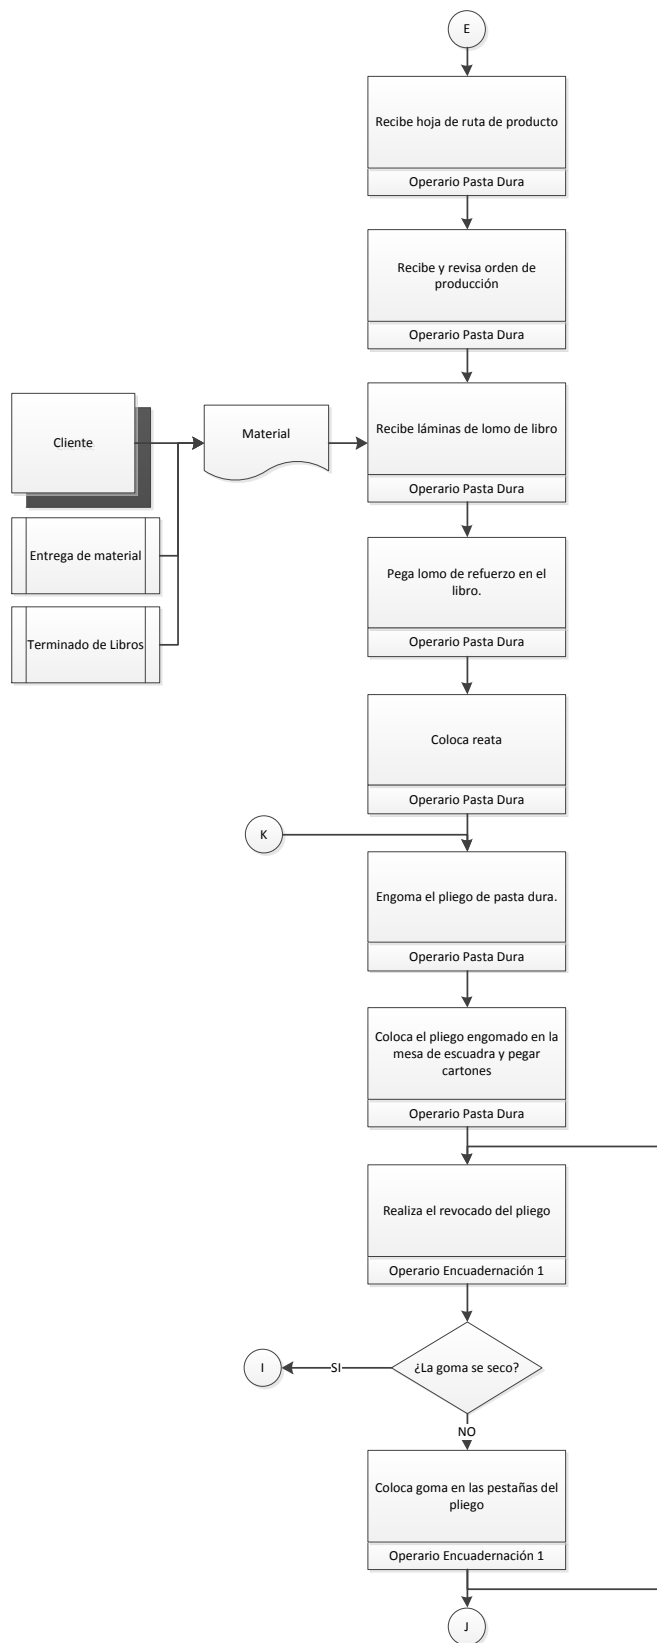 E
Recibe hoja de ruta de producto
Operario Pasta Dura
Recibe y revisa orden de
producción
Operario Pasta Dura
Cliente
Material
Recibe láminas de lomo de libro
Operario Pasta Dura
Entrega de material
Terminado de Libros
Pega lomo de refuerzo en el
libro.
Operario Pasta Dura
Coloca reata
Operario Pasta Dura
K
Engoma el pliego de pasta dura.
Operario Pasta Dura
Coloca el pliego engomado en la
mesa de escuadra y pegar
cartones
Operario Pasta Dura
Realiza el revocado del pliego
Operario Encuadernación 1
I
SI
¿La goma se seco?
NO
Coloca goma en las pestañas del
pliego
Operario Encuadernación 1
J